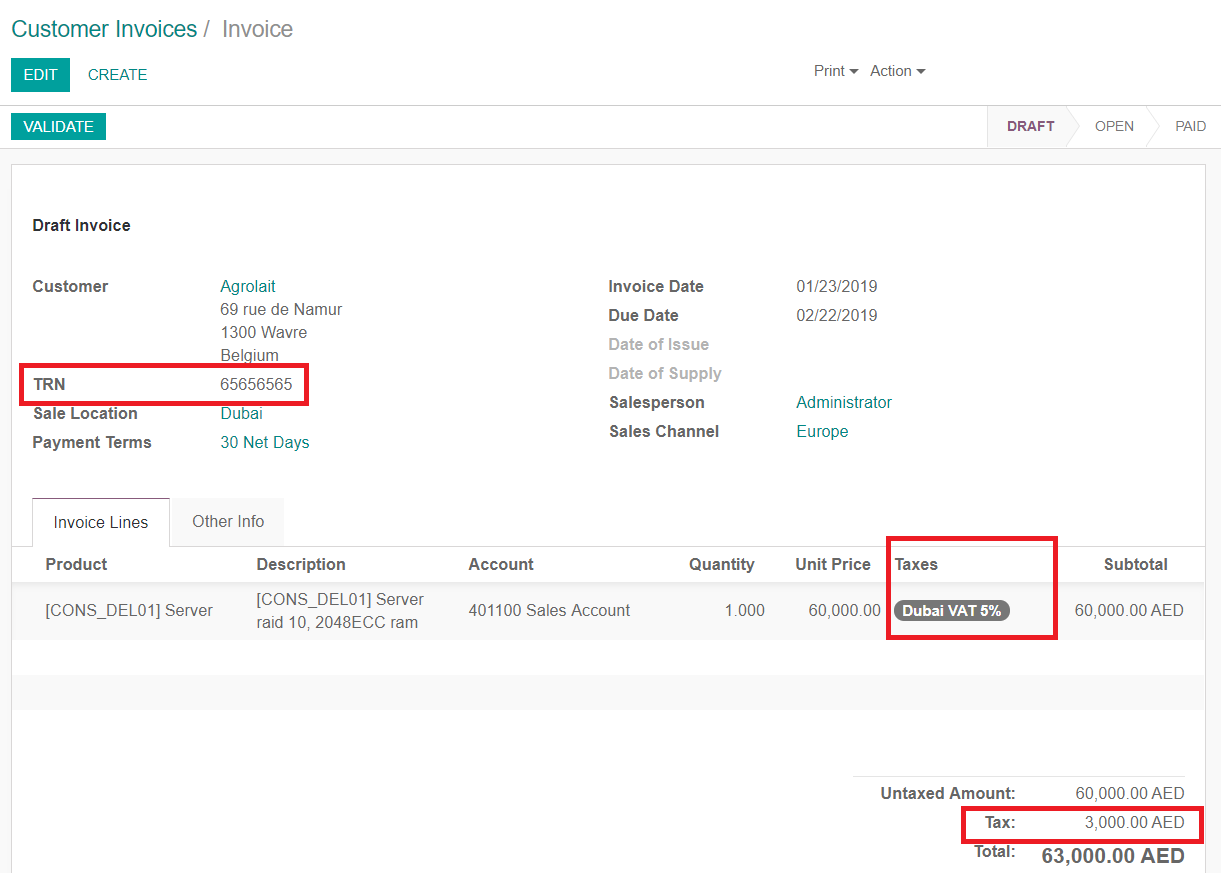 Customer Invoices / Invoice
EDIT CREATE Print Action
VALIDATE DRAFT OPEN PAID
Draft Invoice
Customer Agrolait Invoice Date 01/23/2019
69 rue de Namur Due Date 02/22/2019
1300 Wavre Date of Issue
Belgium Date of Supply
TRN 65656565 Salesperson Administrator
Sale Location Dubai Sales Channel Europe
Payment Terms 30 Net Days
Invoice Lines Other Info
Product Description Account Quantity Unit Price Taxes Subtotal
[CONS_DEL01] Server [CONS_DEL01] Server raid 10, 2048ECC ram 401100 Sales Account 1.000 60,000.00 Dubai VAT 5% 60,000.00 AED
Untaxed Amount: 60,000.00 AED
Tax: 3,000.00 AED
Total: 63,000.00 AED